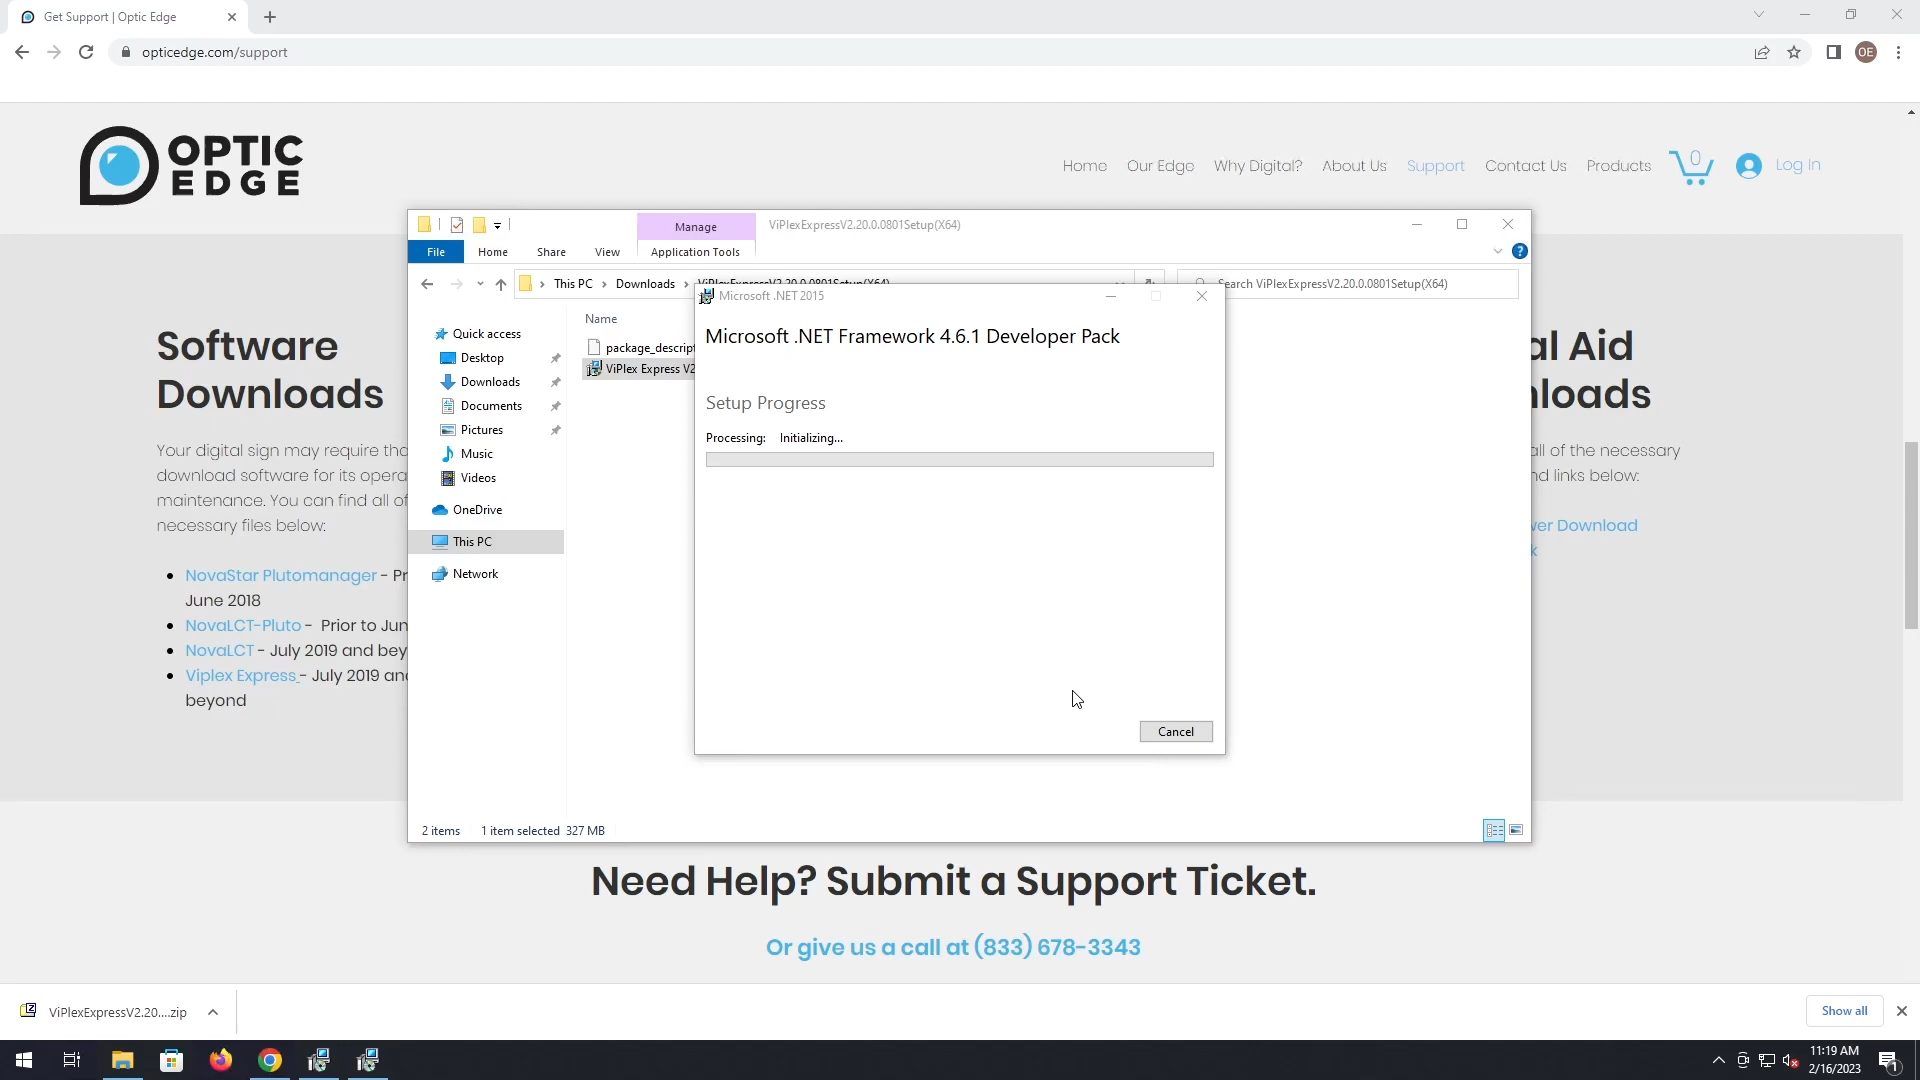 Get Support | Optic Edge
opticedge.com/support
OE
OPTIC
EDGE
Home
Our Edge
Why Digital?
About Us
Support
Contact Us
Products
0
Log In
Manage
ViPlexExpressV2.20.0.0801Setup(X64)
File
Home
Share
View
Application Tools
This PC
Downloads
ViPlexExpressV2.20.0.0801Setup(X64)
Search ViPlexExpressV2.20.0.0801Setup(X64)
Name
Quick access
Desktop
Downloads
Documents
Pictures
Music
Videos
OneDrive
This PC
Network
package_descript
ViPlex Express V2
2 items
1 item selected 327 MB
Microsoft .NET 2015
Microsoft .NET Framework 4.6.1 Developer Pack
Setup Progress
Processing: Initializing...
Cancel
Software
Downloads
Your digital sign may require tha
download software for its opera
maintenance. You can find all of
necessary files below:
NovaStar Plutomanager - Pr
June 2018
NovaLCT-Pluto - Prior to Jun
NovaLCT - July 2019 and bey
Viplex Express - July 2019 and
beyond
al Aid
nloads
all of the necessary
nd links below:
ver Download
k
Need Help? Submit a Support Ticket.
Or give us a call at (833) 678-3343
ViPlexExpressV2.20....zip
Show all
11:19 AM
2/16/2023
1